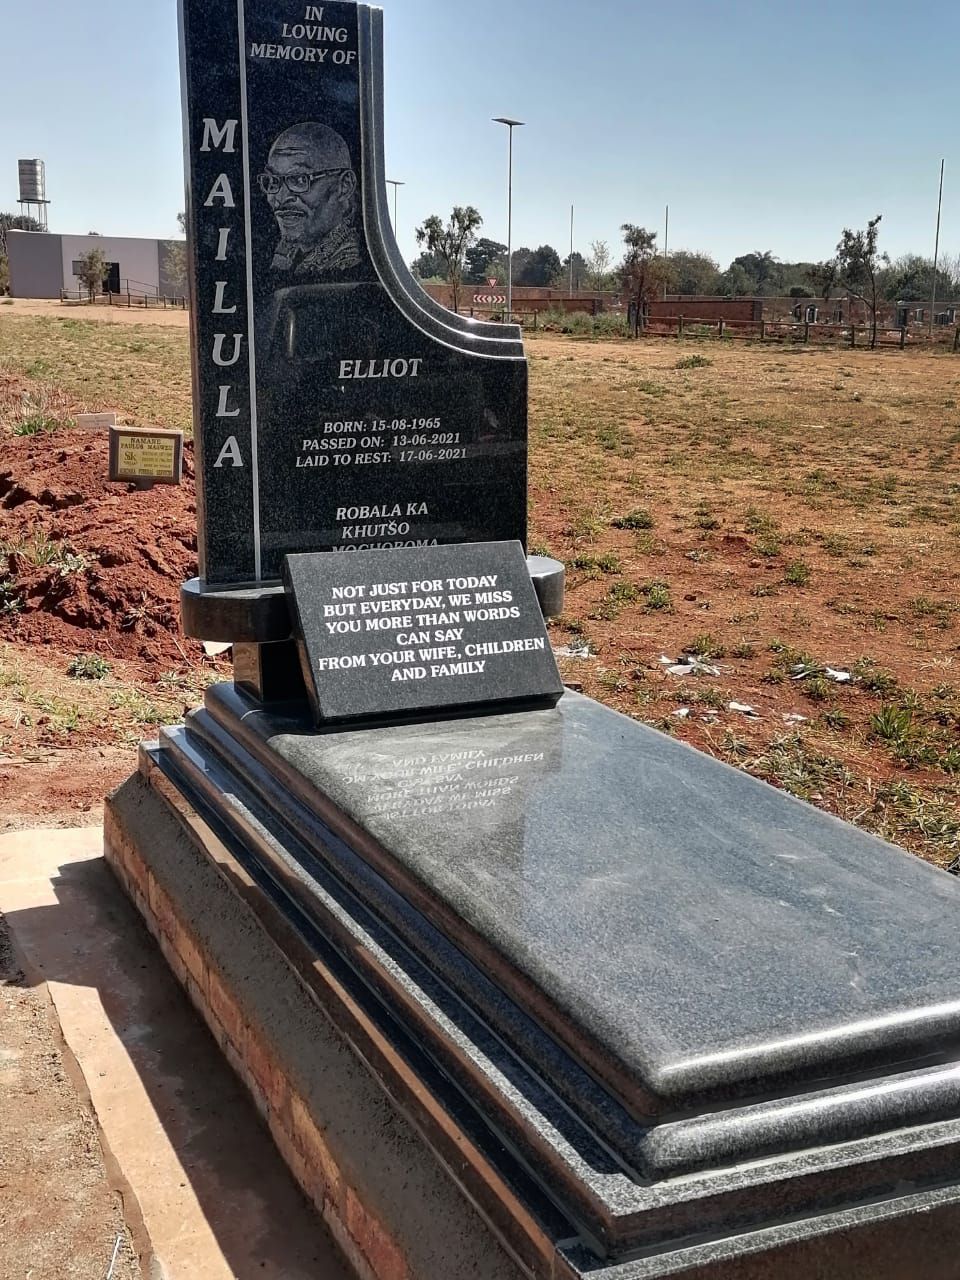 IN
LOVING
MEMORY OF
MAILULA
ELLIOT
BORN: 15-08-1965
PASSED ON: 13-06-2021
LAID TO REST: 17-06-2021
ROBALA KA
KHUTŠO
MOGHOBOMA
NOT JUST FOR TODAY
BUT EVERYDAY, WE MISS
YOU MORE THAN WORDS
CAN SAY
FROM YOUR WIFE, CHILDREN
AND FAMILY
NAMANE